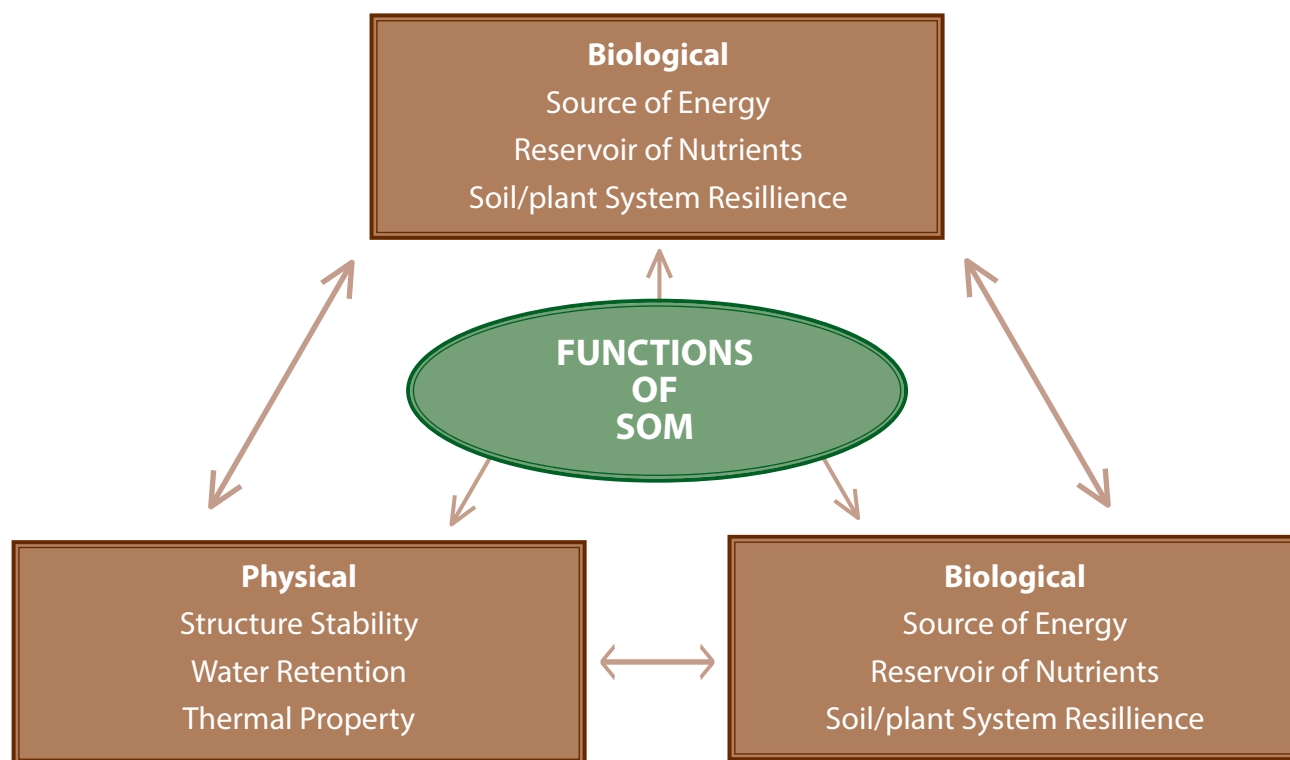 Biological
Source of Energy
Reservoir of Nutrients
Soil/plant System Resillience
FUNCTIONS
OF
SOM
Physical
Structure Stability
Water Retention
Thermal Property
Biological
Source of Energy
Reservoir of Nutrients
Soil/plant System Resillience